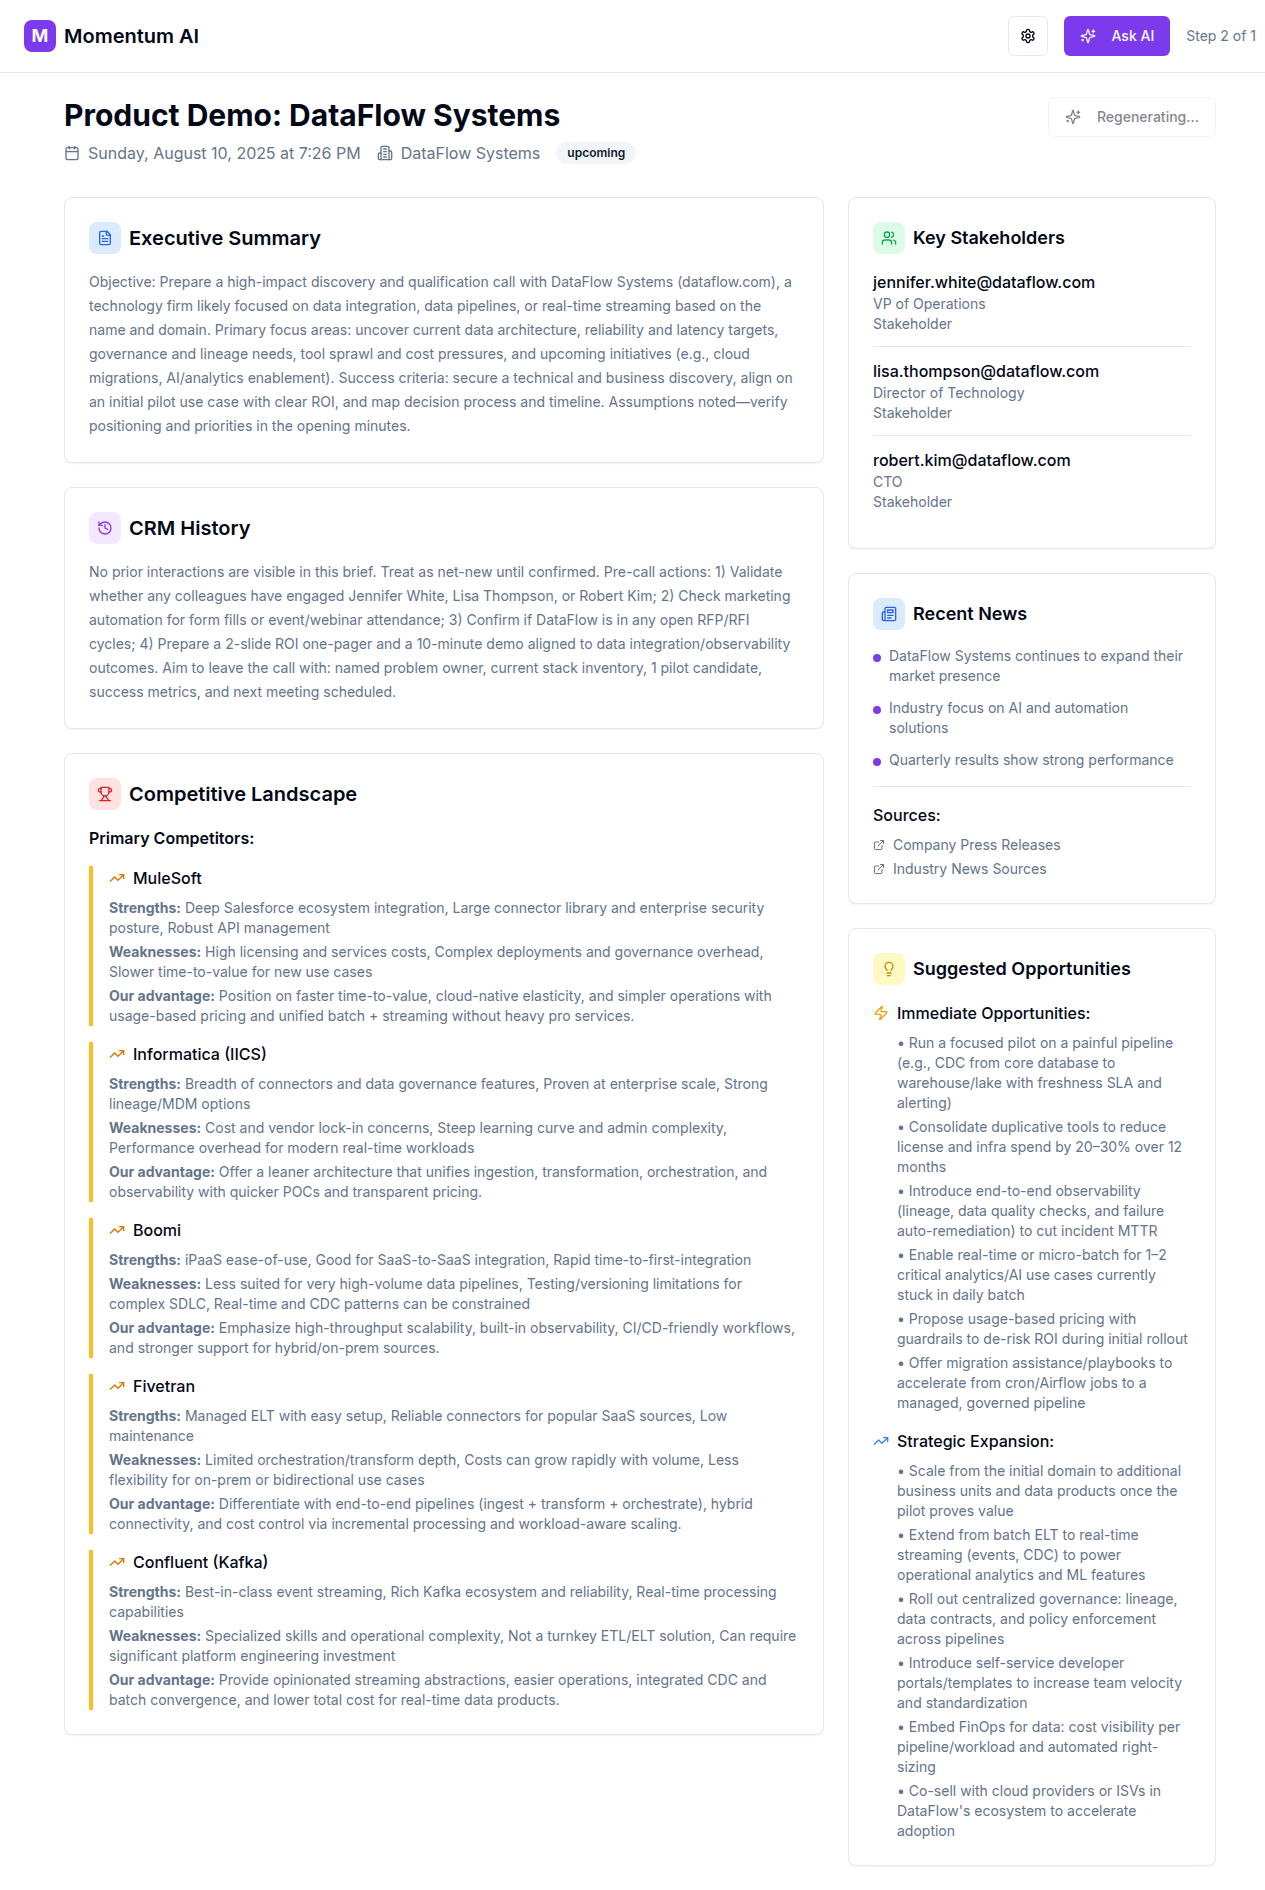 M Momentum AI
Ask AI
Step 2 of 1
Product Demo: DataFlow Systems
Regenerating...
Sunday, August 10, 2025 at 7:26 PM DataFlow Systems upcoming
Executive Summary
Objective: Prepare a high-impact discovery and qualification call with DataFlow Systems (dataflow.com), a
technology firm likely focused on data integration, data pipelines, or real-time streaming based on the
name and domain. Primary focus areas: uncover current data architecture, reliability and latency targets,
governance and lineage needs, tool sprawl and cost pressures, and upcoming initiatives (e.g., cloud
migrations, AI/analytics enablement). Success criteria: secure a technical and business discovery, align on
an initial pilot use case with clear ROI, and map decision process and timeline. Assumptions noted—verify
positioning and priorities in the opening minutes.
CRM History
No prior interactions are visible in this brief. Treat as net-new until confirmed. Pre-call actions: 1) Validate
whether any colleagues have engaged Jennifer White, Lisa Thompson, or Robert Kim; 2) Check marketing
automation for form fills or event/webinar attendance; 3) Confirm if DataFlow is in any open RFP/RFI
cycles; 4) Prepare a 2-slide ROI one-pager and a 10-minute demo aligned to data integration/observability
outcomes. Aim to leave the call with: named problem owner, current stack inventory, 1 pilot candidate,
success metrics, and next meeting scheduled.
Competitive Landscape
Primary Competitors:
MuleSoft
Strengths: Deep Salesforce ecosystem integration, Large connector library and enterprise security
posture, Robust API management
Weaknesses: High licensing and services costs, Complex deployments and governance overhead,
Slower time-to-value for new use cases
Our advantage: Position on faster time-to-value, cloud-native elasticity, and simpler operations with
usage-based pricing and unified batch + streaming without heavy pro services.
Informatica (IICS)
Strengths: Breadth of connectors and data governance features, Proven at enterprise scale, Strong
lineage/MDM options
Weaknesses: Cost and vendor lock-in concerns, Steep learning curve and admin complexity,
Performance overhead for modern real-time workloads
Our advantage: Offer a leaner architecture that unifies ingestion, transformation, orchestration, and
observability with quicker POCs and transparent pricing.
Boomi
Strengths: iPaaS ease-of-use, Good for SaaS-to-SaaS integration, Rapid time-to-first-integration
Weaknesses: Less suited for very high-volume data pipelines, Testing/versioning limitations for
complex SDLC, Real-time and CDC patterns can be constrained
Our advantage: Emphasize high-throughput scalability, built-in observability, CI/CD-friendly workflows,
and stronger support for hybrid/on-prem sources.
Fivetran
Strengths: Managed ELT with easy setup, Reliable connectors for popular SaaS sources, Low
maintenance
Weaknesses: Limited orchestration/transform depth, Costs can grow rapidly with volume, Less
flexibility for on-prem or bidirectional use cases
Our advantage: Differentiate with end-to-end pipelines (ingest + transform + orchestrate), hybrid
connectivity, and cost control via incremental processing and workload-aware scaling.
Confluent (Kafka)
Strengths: Best-in-class event streaming, Rich Kafka ecosystem and reliability, Real-time processing
capabilities
Weaknesses: Specialized skills and operational complexity, Not a turnkey ETL/ELT solution, Can require
significant platform engineering investment
Our advantage: Provide opinionated streaming abstractions, easier operations, integrated CDC and
batch convergence, and lower total cost for real-time data products.
Key Stakeholders
jennifer.white@dataflow.com
VP of Operations
Stakeholder
lisa.thompson@dataflow.com
Director of Technology
Stakeholder
robert.kim@dataflow.com
CTO
Stakeholder
Recent News
DataFlow Systems continues to expand their
market presence
Industry focus on AI and automation
solutions
Quarterly results show strong performance
Sources:
Company Press Releases
Industry News Sources
Suggested Opportunities
Immediate Opportunities:
• Run a focused pilot on a painful pipeline
(e.g., CDC from core database to
warehouse/lake with freshness SLA and
alerting)
• Consolidate duplicative tools to reduce
license and infra spend by 20–30% over 12
months
• Introduce end-to-end observability
(lineage, data quality checks, and failure
auto-remediation) to cut incident MTTR
• Enable real-time or micro-batch for 1–2
critical analytics/AI use cases currently
stuck in daily batch
• Propose usage-based pricing with
guardrails to de-risk ROI during initial rollout
• Offer migration assistance/playbooks to
accelerate from cron/Airflow jobs to a
managed, governed pipeline
Strategic Expansion:
• Scale from the initial domain to additional
business units and data products once the
pilot proves value
• Extend from batch ELT to real-time
streaming (events, CDC) to power
operational analytics and ML features
• Roll out centralized governance: lineage,
data contracts, and policy enforcement
across pipelines
• Introduce self-service developer
portals/templates to increase team velocity
and standardization
• Embed FinOps for data: cost visibility per
pipeline/workload and automated right-
sizing
• Co-sell with cloud providers or ISVs in
DataFlow's ecosystem to accelerate
adoption